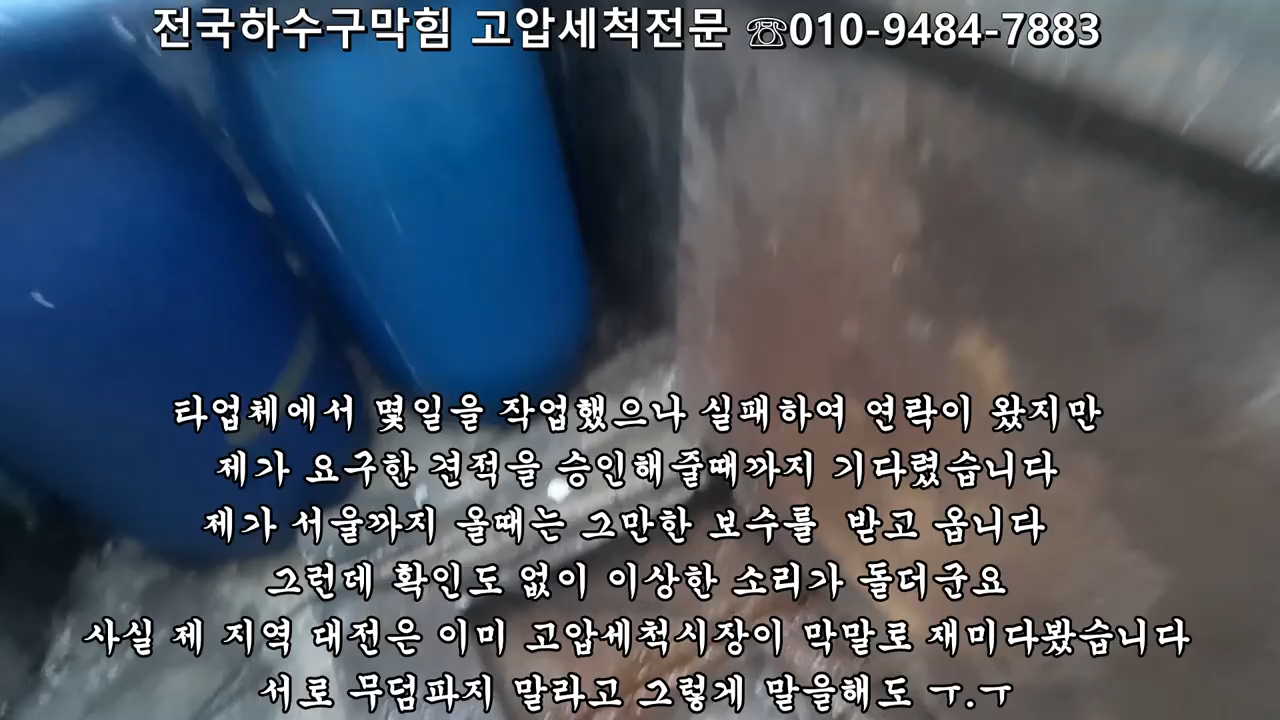 전국하수구막힘 고압세척전문 ☏010-9484-7883
타업체에서 몇일을 작업했으나 실패하여 연락이 왔지만
제가 요구한 견적을 승인해줄때까지 기다렸습니다
제가 서울까지 올때는 그만한 보수를 받고 옵니다
그런데 확인도 없이 이상한 소리가 돌더군요
사실 제 지역 대전은 이미 고압세척시장이 막말로 재미다봤습니다
서로 무덤파지 말라고 그렇게 말을해도 ㅜ.ㅜ